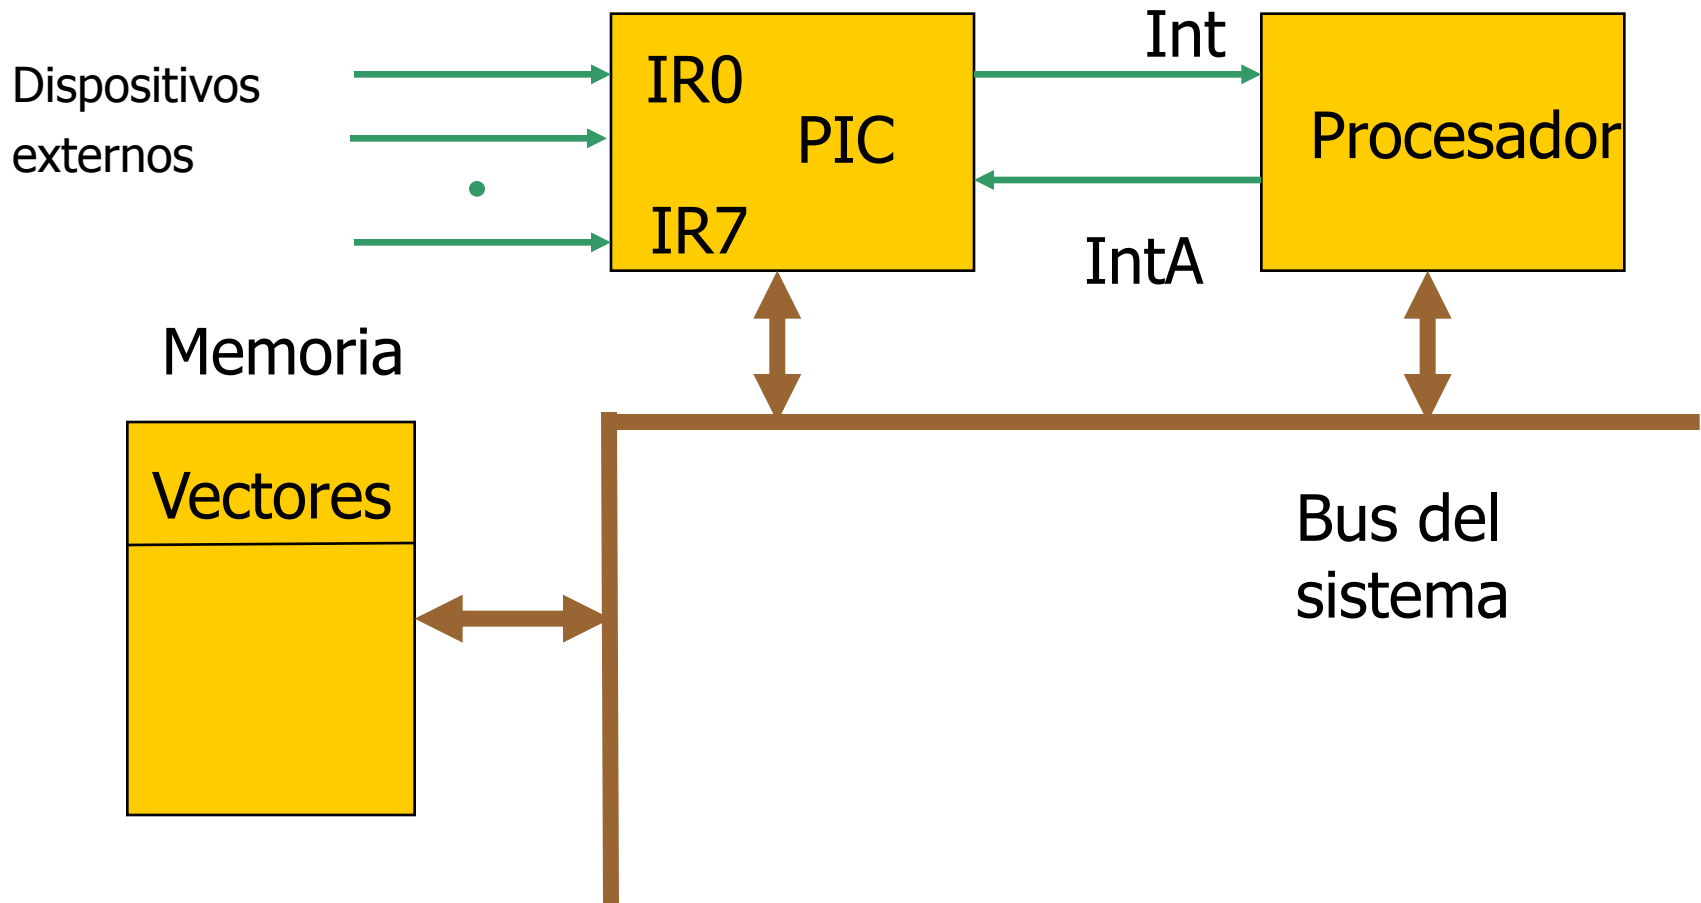 Dispositivos
externos
IR0
PIC
IR7
Int
IntA
Procesador
Memoria
Vectores
Bus del
sistema